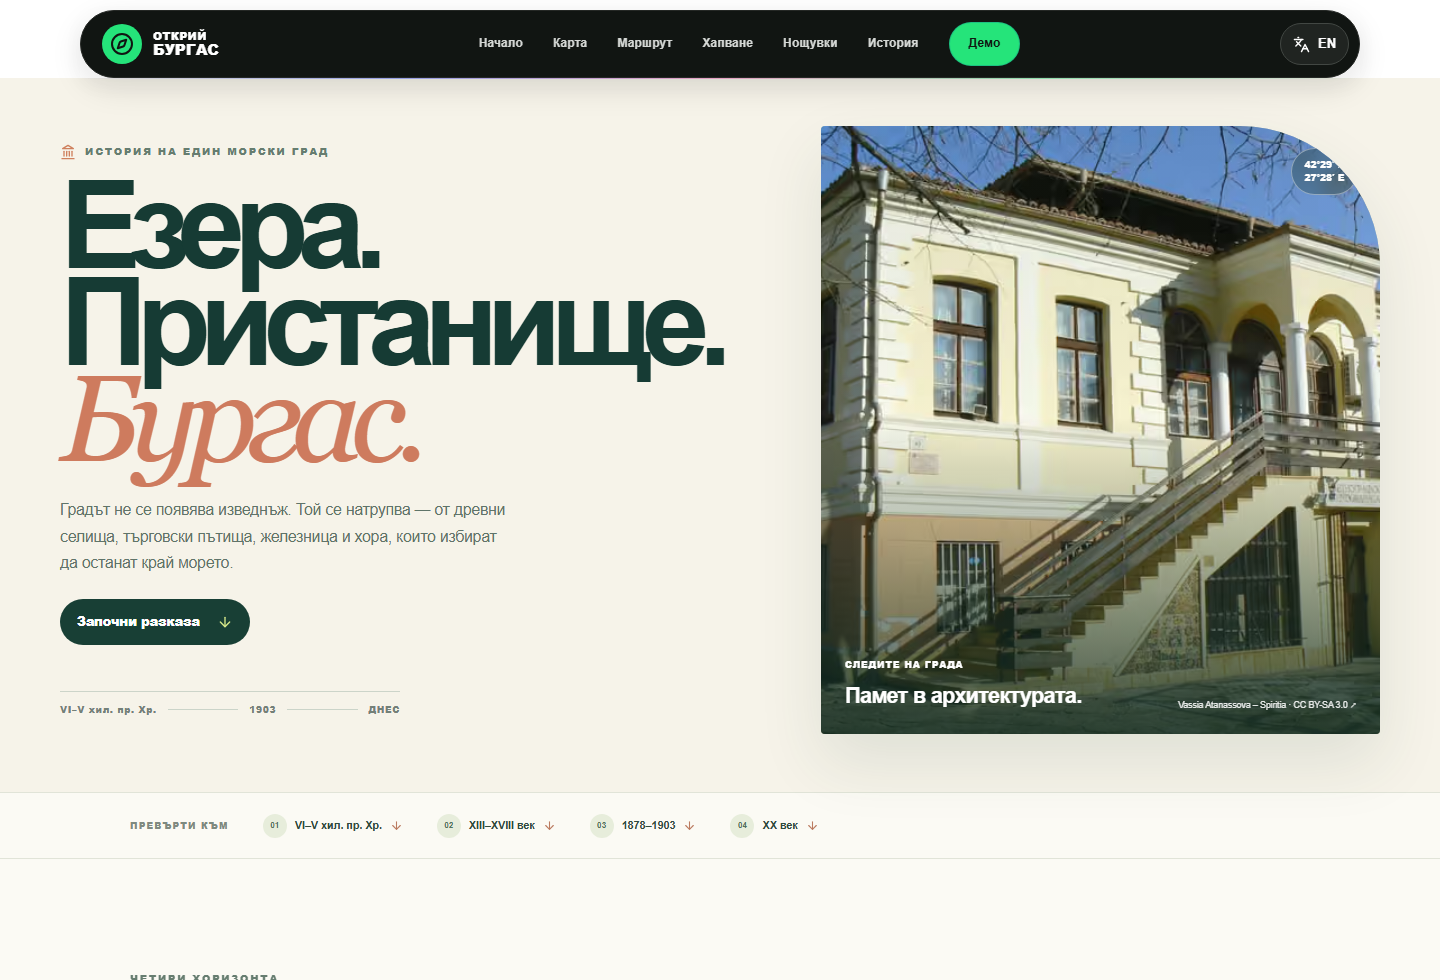 ОТКРИЙ
БУРГАС
Начало
Карта
Маршрут
Хапване
Нощувки
История
Демо
EN
ИСТОРИЯ НА ЕДИН МОРСКИ ГРАД
Езера.
Пристанище.
Бургас.
Градът не се появява изведнъж. Той се натрупва — от древни
селища, търговски пътища, железница и хора, които избират
да останат край морето.
Започни разказа
VI–V хил. пр. Хр.
1903
ДНЕС
42°29′
27°28′ E
СЛЕДИТЕ НА ГРАДА
Памет в архитектурата.
Vassia Atanassova – Spiritia · CC BY-SA 3.0 ↗
ПРЕВЪРТИ КЪМ
01 VI–V хил. пр. Хр.
02 XIII–XVIII век
03 1878–1903
04 XX век
ЧЕТИРИ ХОРИЗОНТА